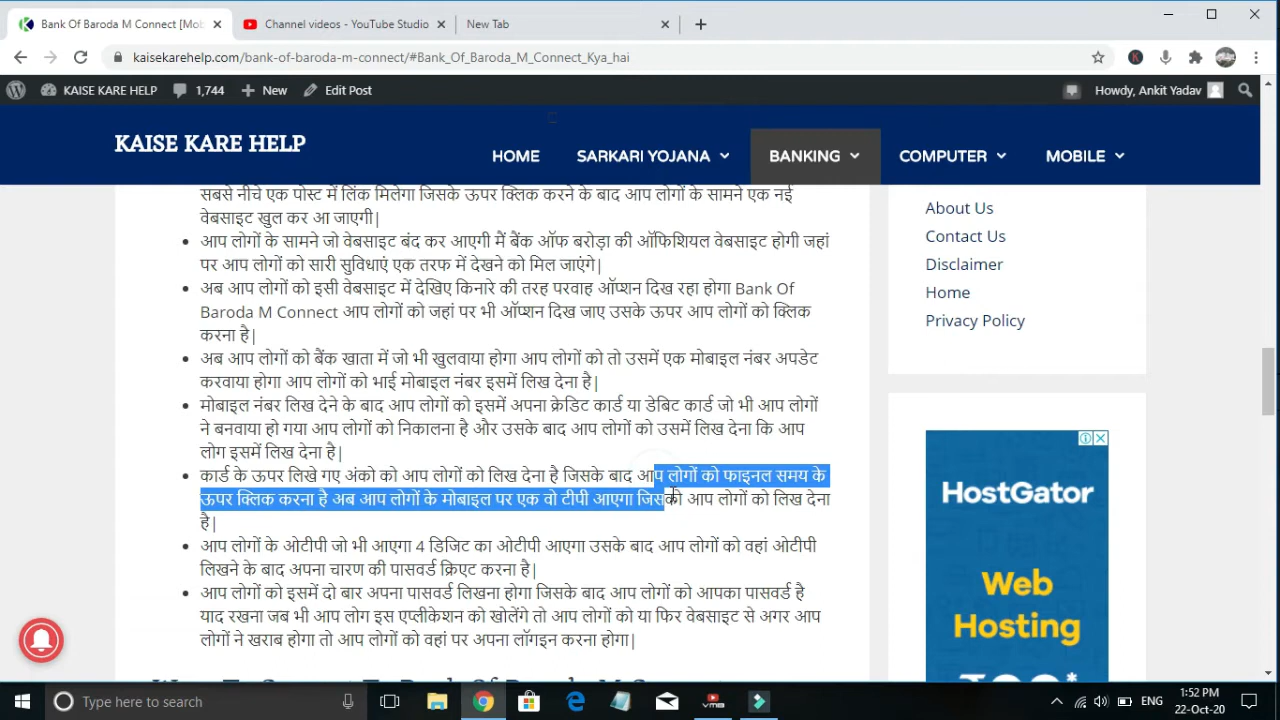 Bank Of Baroda M Connect [Mob
Channel videos - YouTube Studio
New Tab
kaisekarehelp.com/bank-of-baroda-m-connect/#Bank_Of_Baroda_M_Connect_Kya_hai
KAISE KARE HELP
1,744
New
Edit Post
Howdy, Ankit Yadav
KAISE KARE HELP
HOME
SARKARI YOJANA
BANKING
COMPUTER
MOBILE
सबसे नीचे एक पोस्ट में लिंक मिलेगा जिसके ऊपर क्लिक करने के बाद आप लोगों के सामने एक नई
वेबसाइट खुल कर आ जाएगी|
आप लोगों के सामने जो वेबसाइट बंद कर आएगी मैं बैंक ऑफ बरोड़ा की ऑफिशियल वेबसाइट होगी जहां
पर आप लोगों को सारी सुविधाएं एक तरफ में देखने को मिल जाएंगे|
अब आप लोगों को इसी वेबसाइट में देखिए किनारे की तरह परवाह ऑप्शन दिख रहा होगा Bank Of
Baroda M Connect आप लोगों को जहां पर भी ऑप्शन दिख जाए उसके ऊपर आप लोगों को क्लिक
करना है|
अब आप लोगों को बैंक खाता में जो भी खुलवाया होगा आप लोगों को तो उसमें एक मोबाइल नंबर अपडेट
करवाया होगा आप लोगों को भाई मोबाइल नंबर इसमें लिख देना है|
मोबाइल नंबर लिख देने के बाद आप लोगों को इसमें अपना क्रेडिट कार्ड या डेबिट कार्ड जो भी आप लोगों
ने बनवाया हो गया आप लोगों को निकालना है और उसके बाद आप लोगों को उसमें लिख देना कि आप
लोग इसमें लिख देना है|
कार्ड के ऊपर लिखे गए अंको को आप लोगों को लिख देना है जिसके बाद आप लोगों को फाइनल समय के
ऊपर क्लिक करना है अब आप लोगों के मोबाइल पर एक वो टीपी आएगा जिसको आप लोगों को लिख देना
है|
आप लोगों के ओटीपी जो भी आएगा 4 डिजिट का ओटीपी आएगा उसके बाद आप लोगों को वहां ओटीपी
लिखने के बाद अपना चारण की पासवर्ड क्रिएट करना है|
आप लोगों को इसमें दो बार अपना पासवर्ड लिखना होगा जिसके बाद आप लोगों को आपका पासवर्ड है
याद रखना जब भी आप लोग इस एप्लीकेशन को खोलेंगे तो आप लोगों को या फिर वेबसाइट से अगर आप
लोगों ने खराब होगा तो आप लोगों को वहां पर अपना लॉगइन करना होगा|
About Us
Contact Us
Disclaimer
Home
Privacy Policy
HostGator
Web
Hosting
Type here to search
ENG
1:52 PM
22-Oct-20